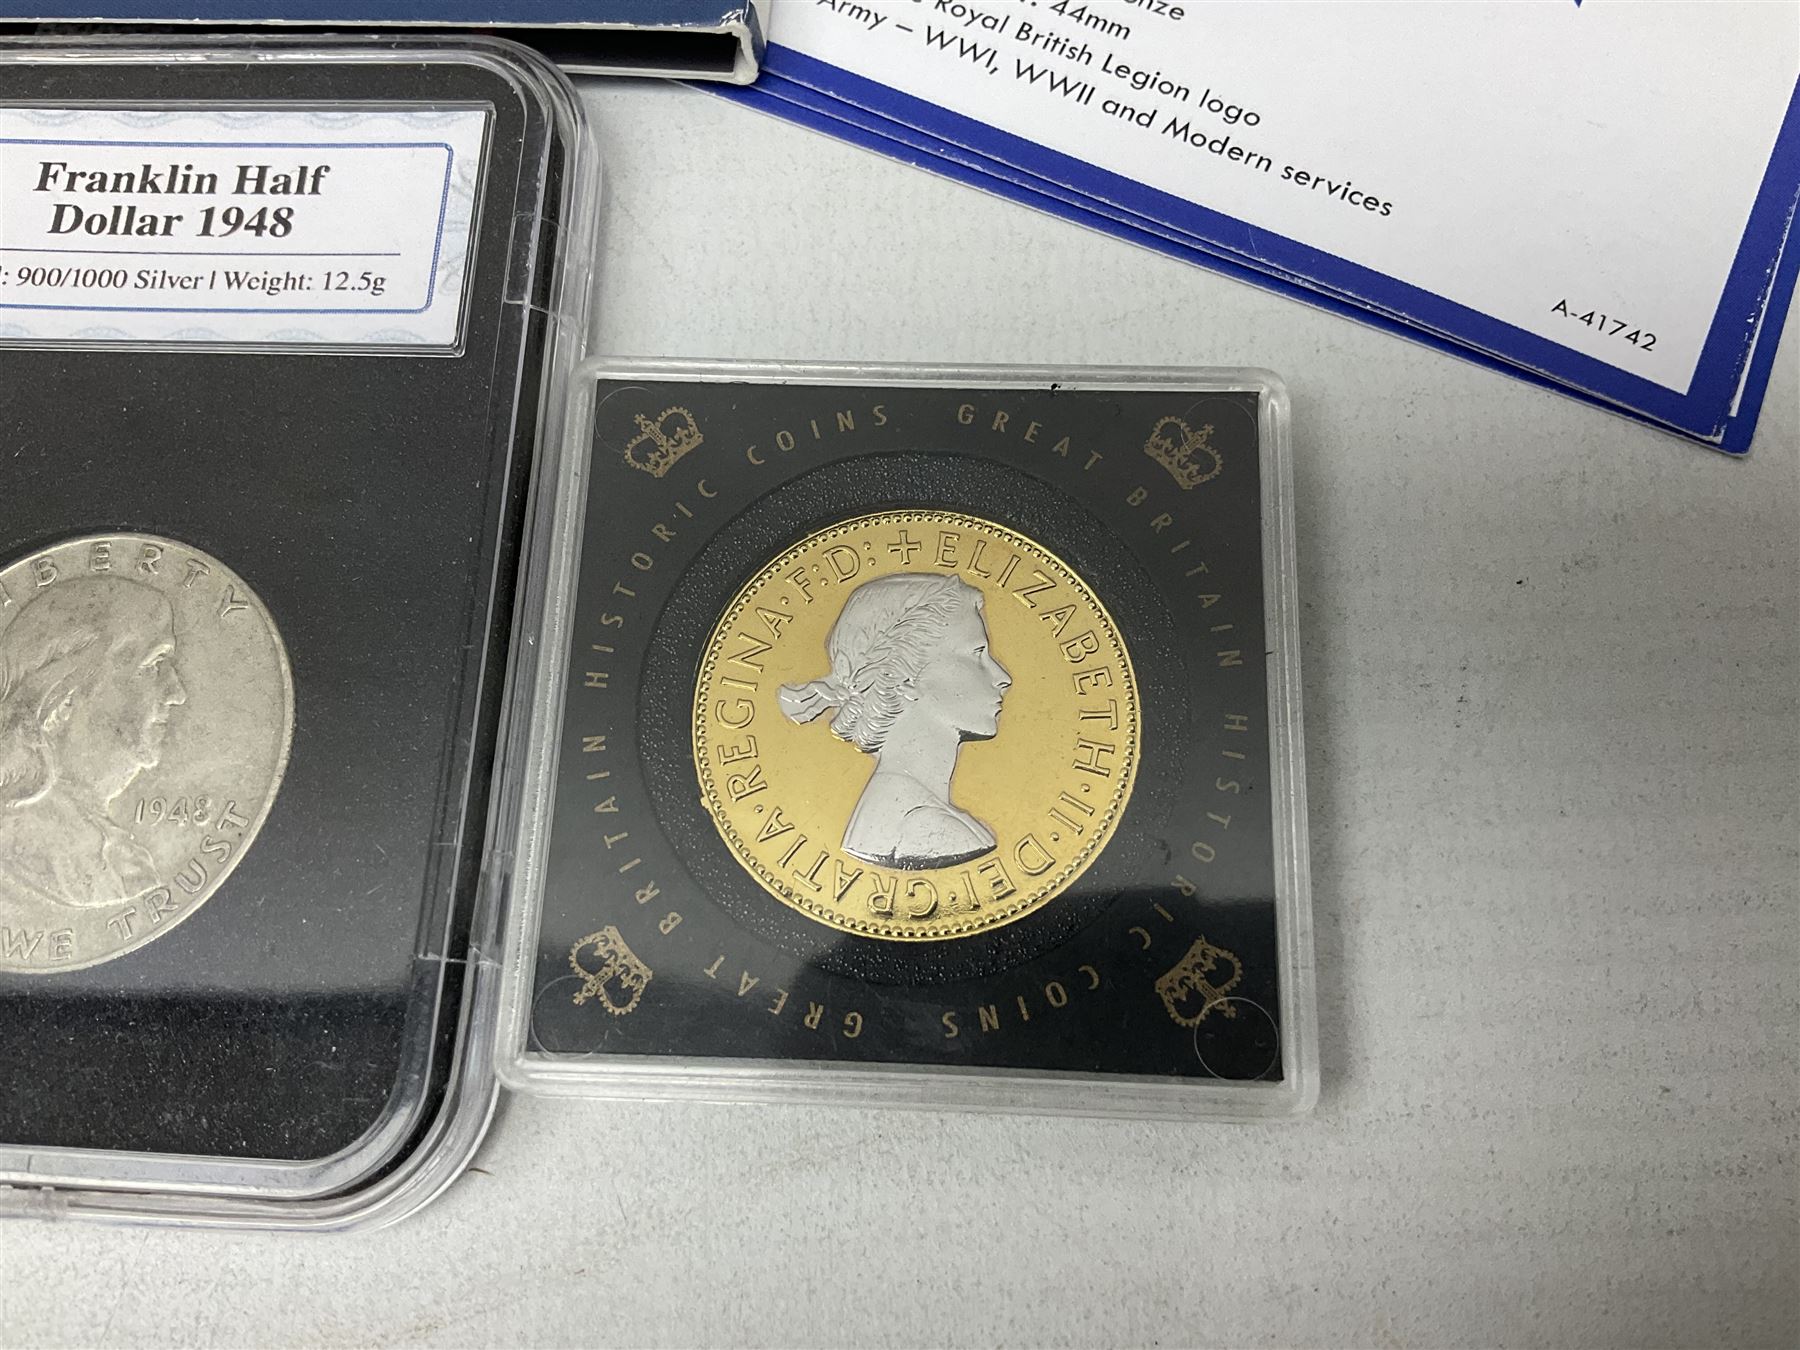 44mm
Royal British Legion logo
Army – WWI, WWII and Modern services
A-41742
Franklin Half
Dollar 1948
: 900/1000 Silver | Weight: 12.5g
BERTY
1948
WE TRUST
GREAT BRITAIN HISTORIC COINS GREAT BRITAIN HISTORIC COINS
+ ELIZABETH·II·DEI·GRATIA·REGINA·F:D: